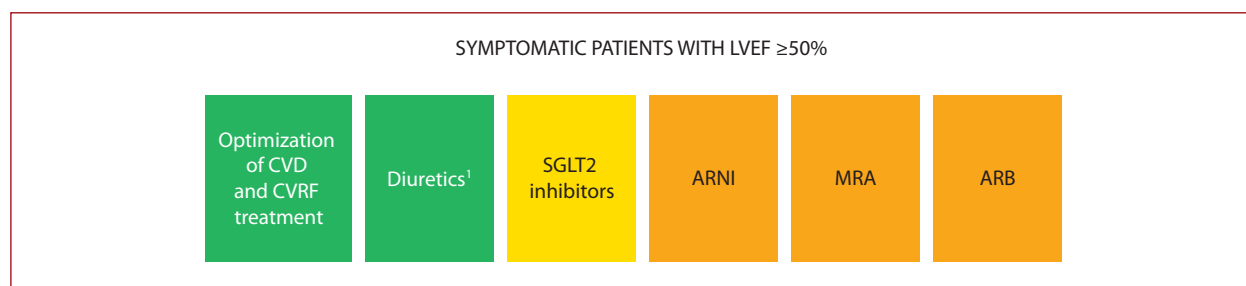 SYMPTOMATIC PATIENTS WITH LVEF ≥50%
Optimization
of CVD
and CVRF
treatment
Diuretics¹
SGLT2
inhibitors
ARNI
MRA
ARB